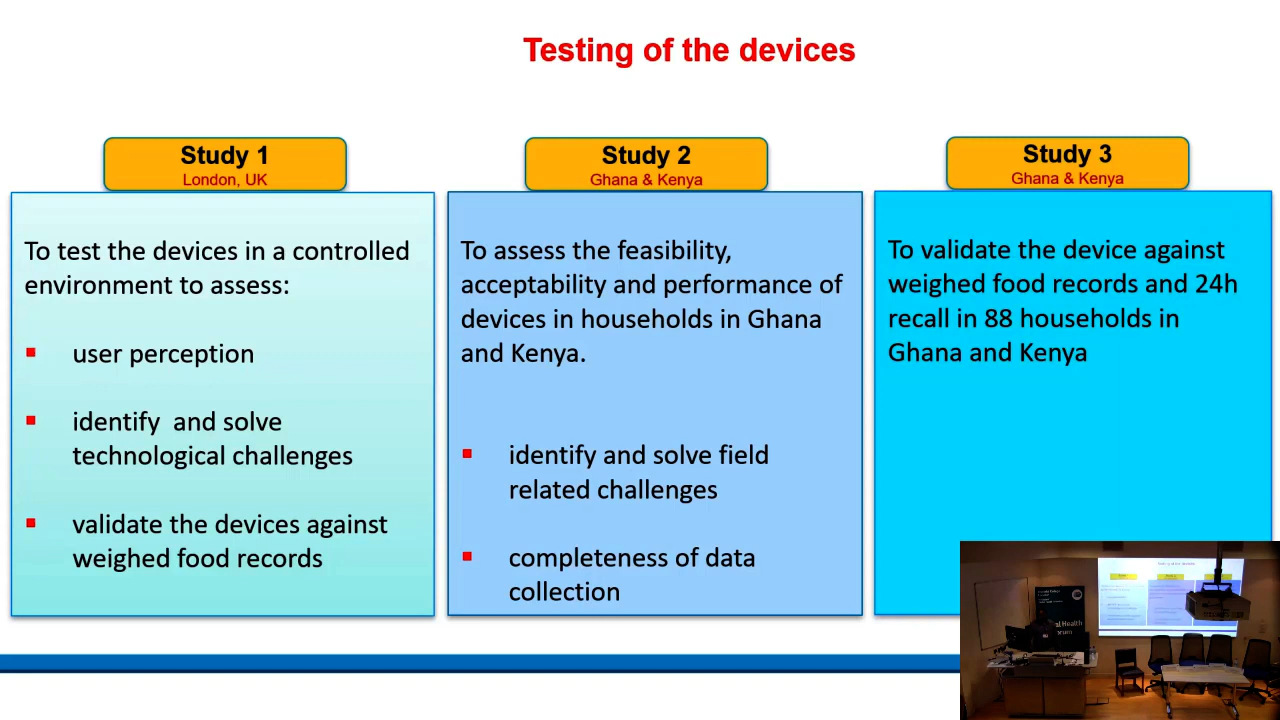 Testing of the devices
Study 1
London, UK
To test the devices in a controlled
environment to assess:
▪ user perception
▪ identify and solve
technological challenges
▪ validate the devices against
weighed food records
Study 2
Ghana & Kenya
To assess the feasibility,
acceptability and performance of
devices in households in Ghana
and Kenya.
▪ identify and solve field
related challenges
▪ completeness of data
collection
Study 3
Ghana & Kenya
To validate the device against
weighed food records and 24h
recall in 88 households in
Ghana and Kenya
Health